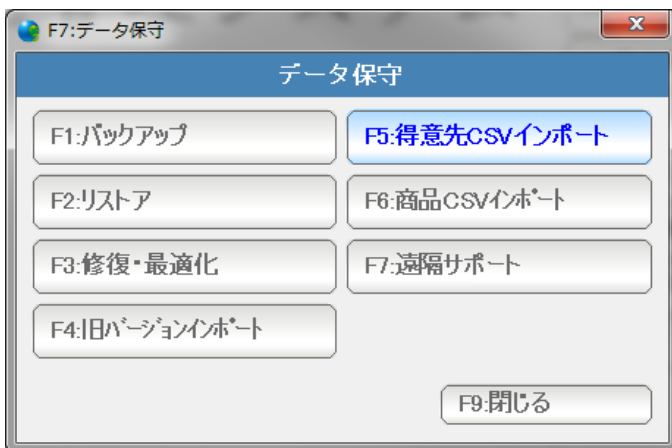 F7:データ保守
データ保守
F1:バックアップ
F5:得意先CSVインポート
F2:リストア
F6:商品CSVインポート
F3:修復・最適化
F7:遠隔サポート
F4:旧バージョンインポート
F9:閉じる